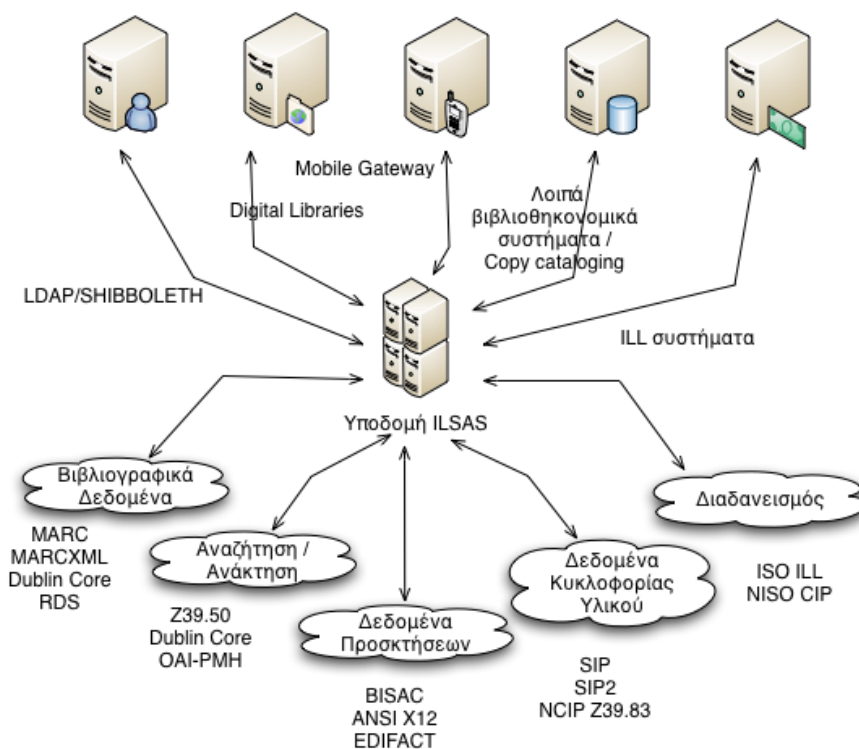 Mobile Gateway
Digital Libraries
Λοιπά
βιβλιοθηκονομικά
συστήματα /
Copy cataloging
LDAP/SHIBBOLETH
ILL συστήματα
Υποδομή ILSAS
Βιβλιογραφικά
Δεδομένα
MARC
MARCXML
Dublin Core
RDS
Αναζήτηση /
Ανάκτηση
Z39.50
Dublin Core
OAI-PMH
Δεδομένα
Προσκτήσεων
BISAC
ANSI X12
EDIFACT
Δεδομένα
Κυκλοφορίας
Υλικού
SIP
SIP2
NCIP Z39.83
Διαδανεισμός
ISO ILL
NISO CIP